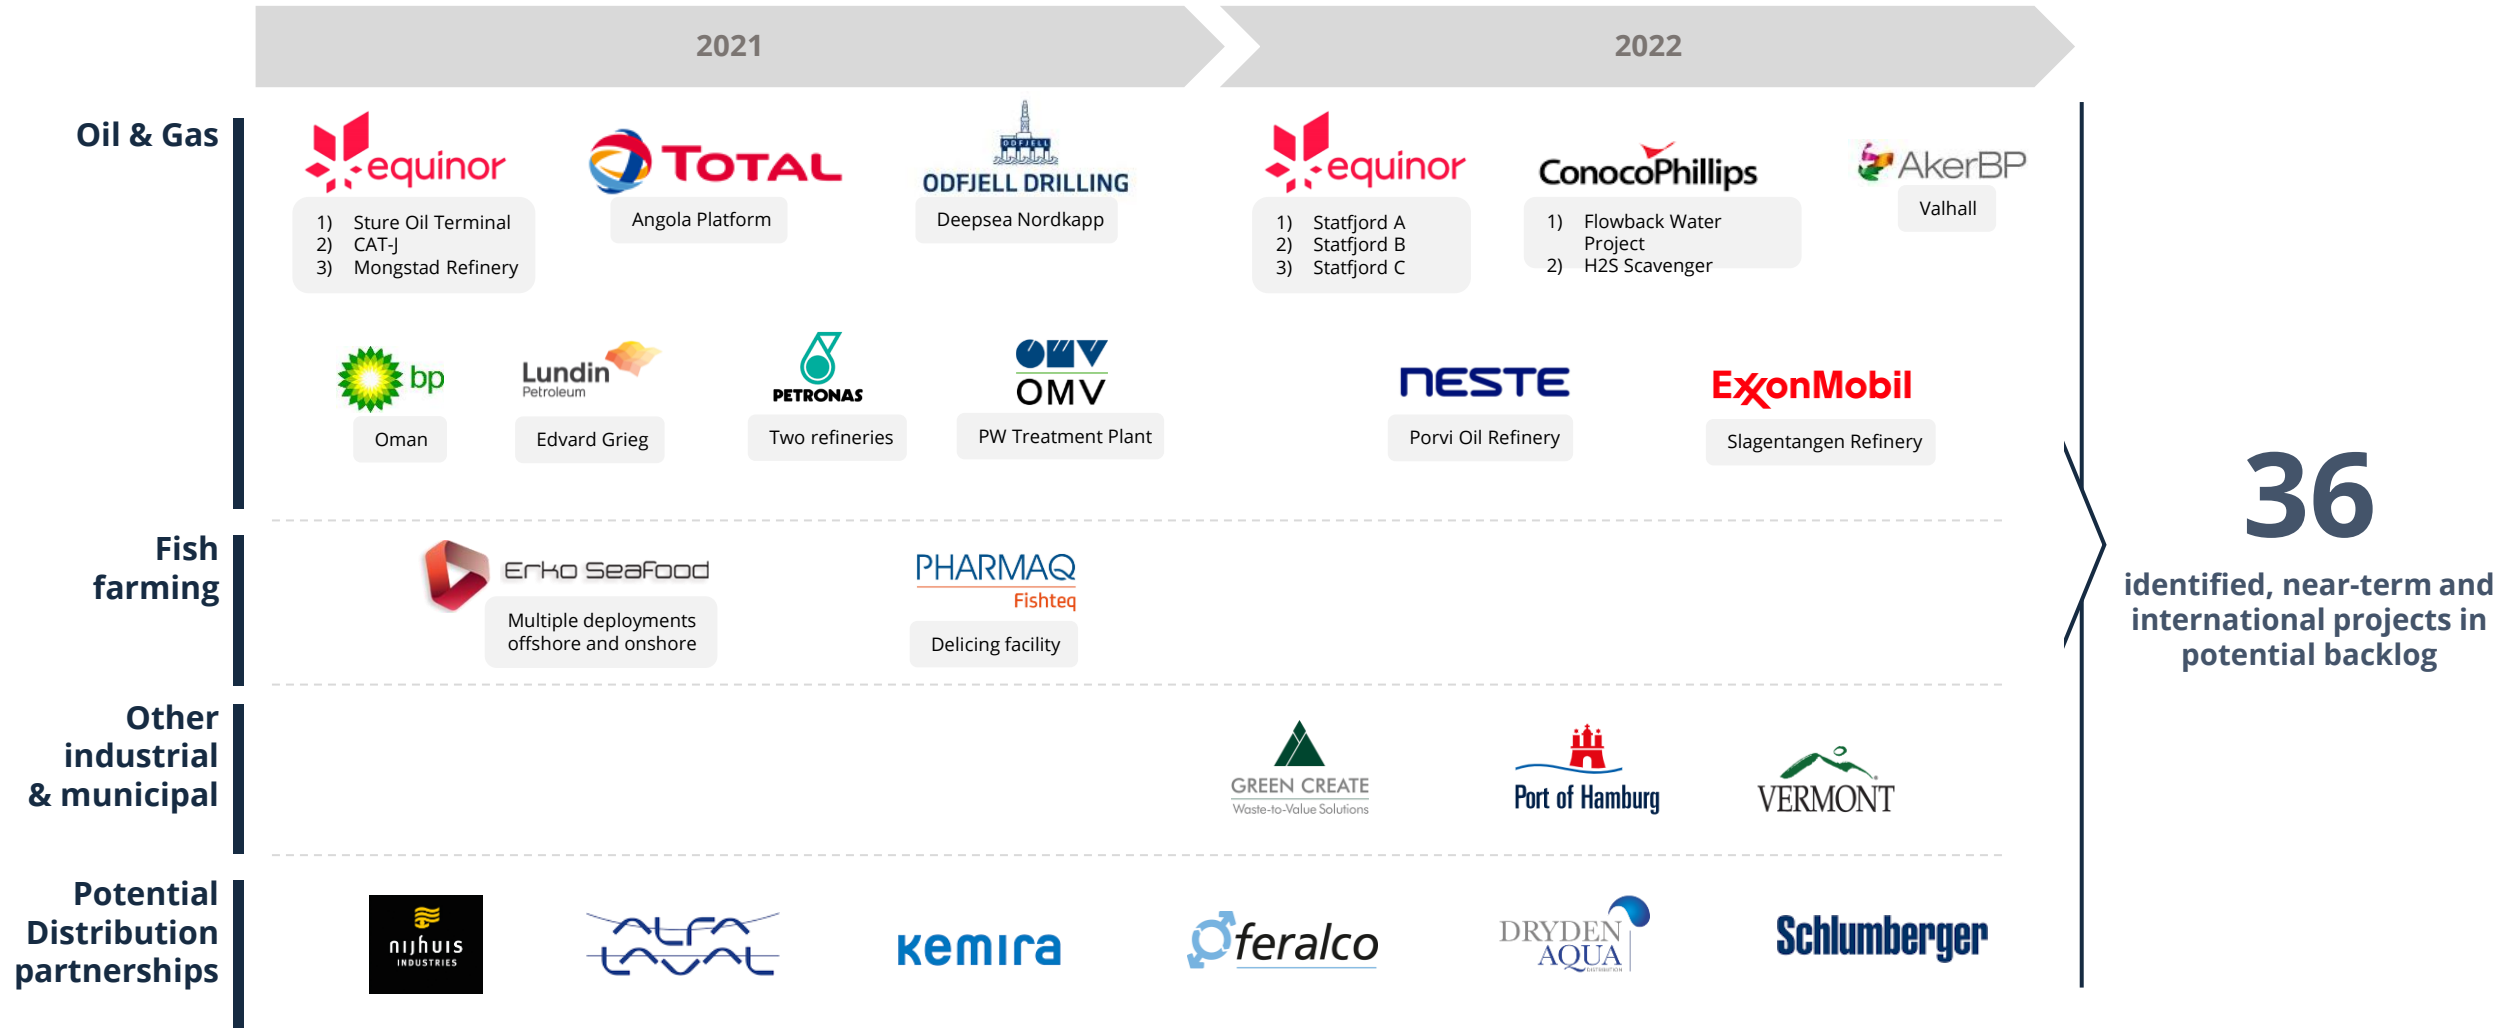 2021
2022
Oil & Gas
equinor
1) Sture Oil Terminal
2) CAT-J
3) Mongstad Refinery
TOTAL
Angola Platform
ODFJELL
ODFJELL DRILLING
Deepsea Nordkapp
equinor
1) Statfjord A
2) Statfjord B
3) Statfjord C
ConocoPhillips
1) Flowback Water
Project
2) H2S Scavenger
AkerBP
Valhall
bp
Oman
Lundin
Petroleum
Edvard Grieg
PETRONAS
Two refineries
OMV
OMV
PW Treatment Plant
NESTE
Porvi Oil Refinery
ExxonMobil
Slagentangen Refinery
Fish
farming
Erko Seafood
Multiple deployments
offshore and onshore
PHARMAQ
Fishteq
Delicing facility
Other
industrial
& municipal
GREEN CREATE
Waste-to-Value Solutions
Port of Hamburg
VERMONT
Potential
Distribution
partnerships
nijhuis
INDUSTRIES
ALFA
LAVAL
kemira
feralco
DRYDEN
AQUA
DISTRIBUTION
Schlumberger
36
identified, near-term and
international projects in
potential backlog